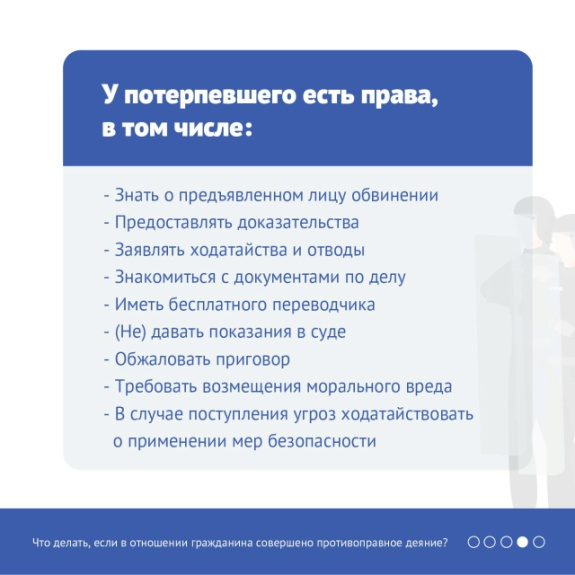 У потерпевшего есть права,
в том числе:
- Знать о предъявленном лицу обвинении
- Предоставлять доказательства
- Заявлять ходатайства и отводы
- Знакомиться с документами по делу
- Иметь бесплатного переводчика
- (Не) давать показания в суде
- Обжаловать приговор
- Требовать возмещения морального вреда
- В случае поступления угроз ходатайствовать
о применении мер безопасности
Что делать, если в отношении гражданина совершено противоправное деяние?